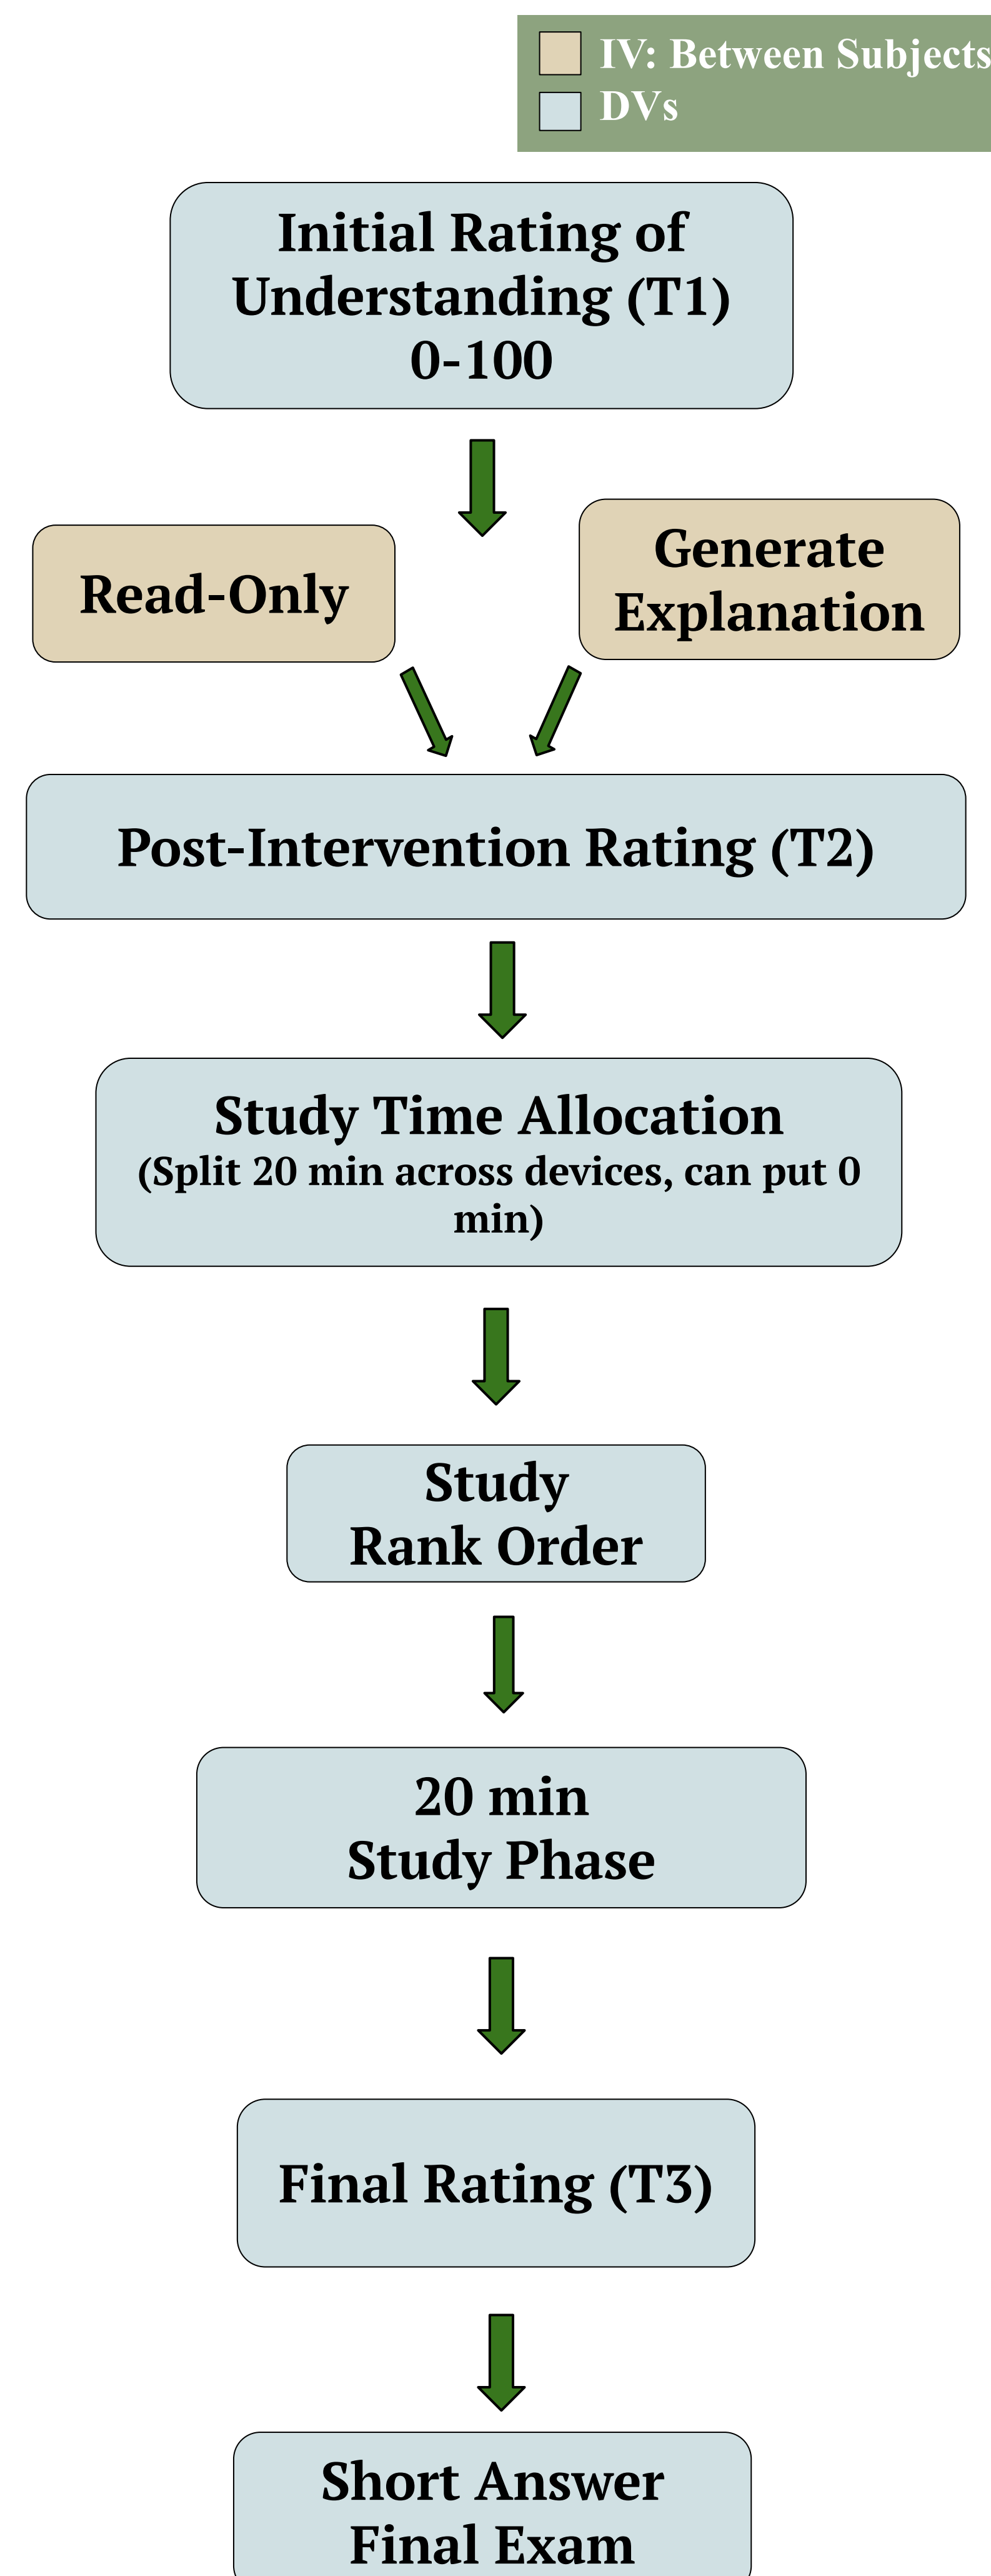 IV: Between Subjects
DVs
Initial Rating of
Understanding (T1)
0-100
Read-Only
Generate
Explanation
Post-Intervention Rating (T2)
Study Time Allocation
(Split 20 min across devices, can put 0
min)
Study
Rank Order
20 min
Study Phase
Final Rating (T3)
Short Answer
Final Exam